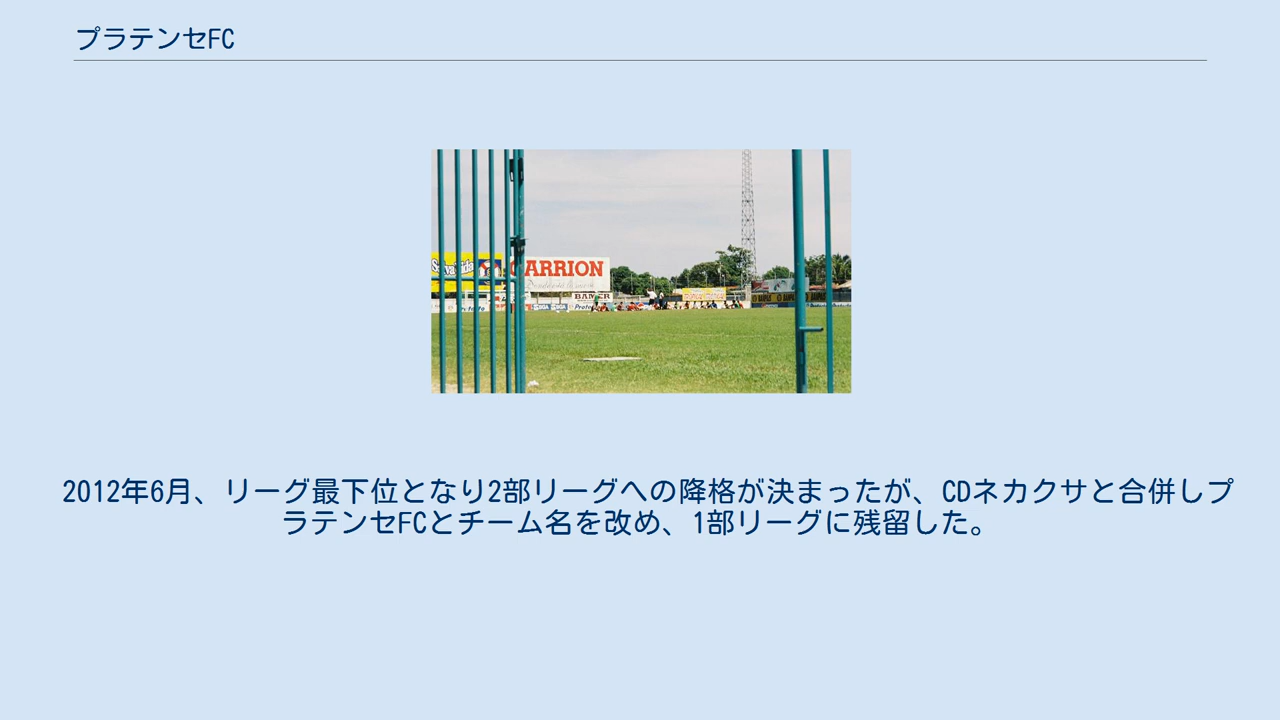 プラテンセFC
Salva Vida
CARRION
BAMER
2012年6月、リーグ最下位となり2部リーグへの降格が決まったが、CDネカクサと合併しプ
ラテンセFCとチーム名を改め、1部リーグに残留した。